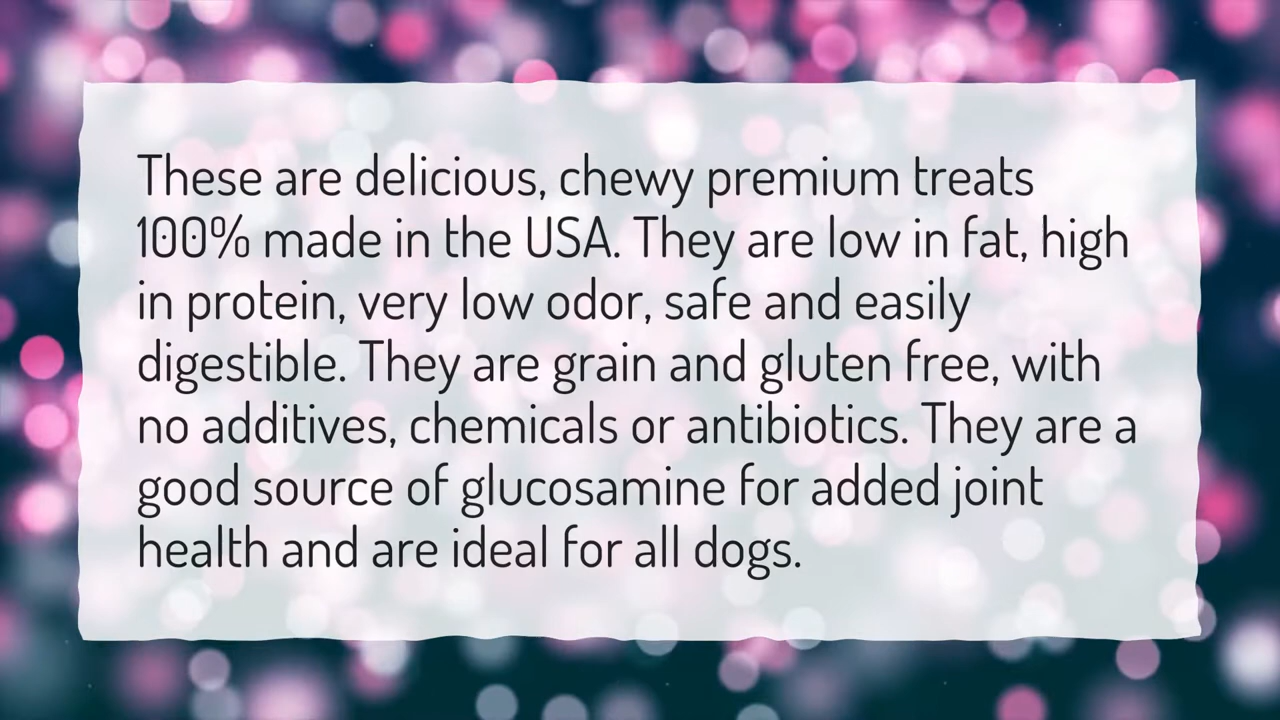 These are delicious, chewy premium treats
100% made in the USA. They are low in fat, high
in protein, very low odor, safe and easily
digestible. They are grain and gluten free, with
no additives, chemicals or antibiotics. They are a
good source of glucosamine for added joint
health and are ideal for all dogs.